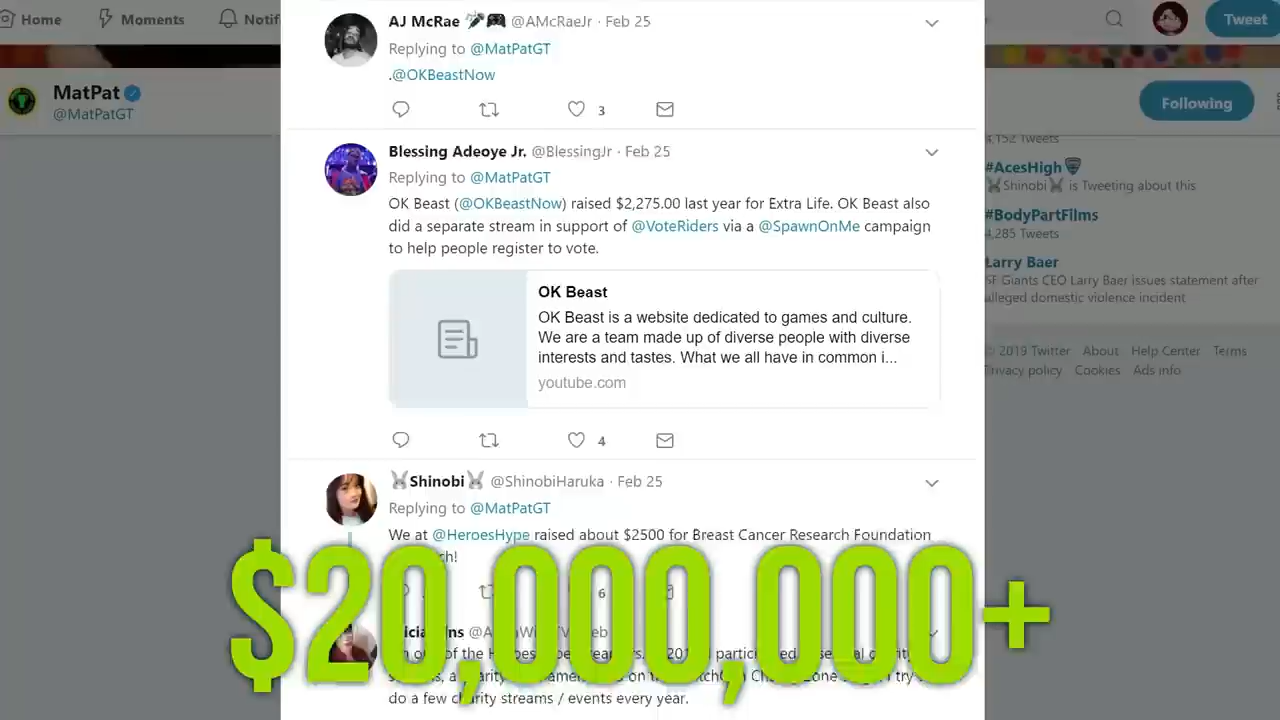 Home
Moments
Notif
Tweet
MatPat
@MatPatGT
Following
AJ McRae @AMcRaeJr · Feb 25
Replying to @MatPatGT
.@OKBeastNow
3
Blessing Adeoye Jr. @BlessingJr · Feb 25
Replying to @MatPatGT
OK Beast (@OKBeastNow) raised $2,275.00 last year for Extra Life. OK Beast also
did a separate stream in support of @VoteRiders via a @SpawnOnMe campaign
to help people register to vote.
OK Beast
OK Beast is a website dedicated to games and culture.
We are a team made up of diverse people with diverse
interests and tastes. What we all have in common i...
youtube.com
4
Shinobi @ShinobiHaruka · Feb 25
Replying to @MatPatGT
We at @HeroesHype raised about $2500 for Breast Cancer Research Foundation
6
$20,000,000+
do a few charity streams / events every year.
4,152 Tweets
#AcesHigh
Shinobi is Tweeting about this
#BodyPartFilms
4,285 Tweets
Larry Baer
SF Giants CEO Larry Baer issues statement after
alleged domestic violence incident
© 2019 Twitter About Help Center Terms
Privacy policy Cookies Ads info